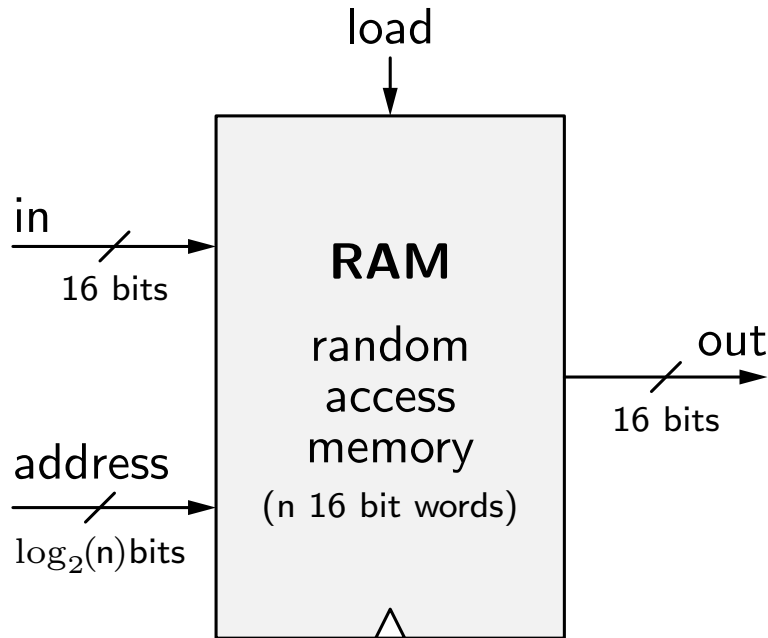 load
in
16 bits
RAM
random
access
memory
(n 16 bit words)
out
16 bits
address
log₂(n)bits